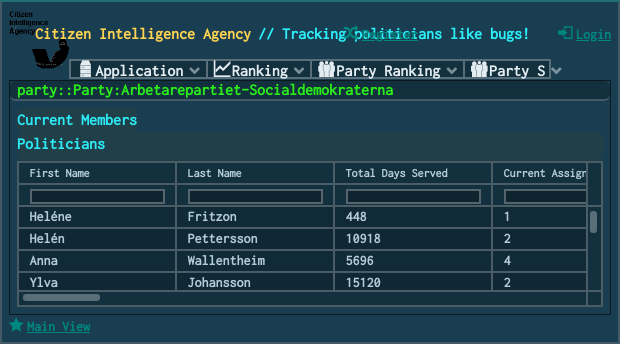 Citizen
Intelligence
Agency
Citizen Intelligence Agency // Tracking politicians like bugs!
Register
Login
Application
Ranking
Party Ranking
Party S
party::Party:Arbetarepartiet-Socialdemokraterna
Current Members
Politicians
First Name Last Name Total Days Served Current Assign
Heléne Fritzon 448 1
Helén Pettersson 10918 2
Anna Wallentheim 5696 4
Ylva Johansson 15120 2
Main View